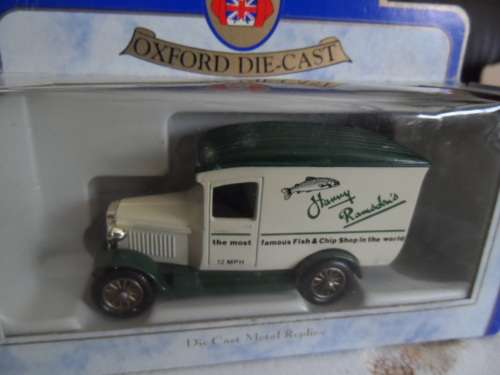 OXFORD DIE-CAST
Harry
Ramsden's
the most famous Fish & Chip Shop in the world
12 MPH
Die Cast Metal Replica